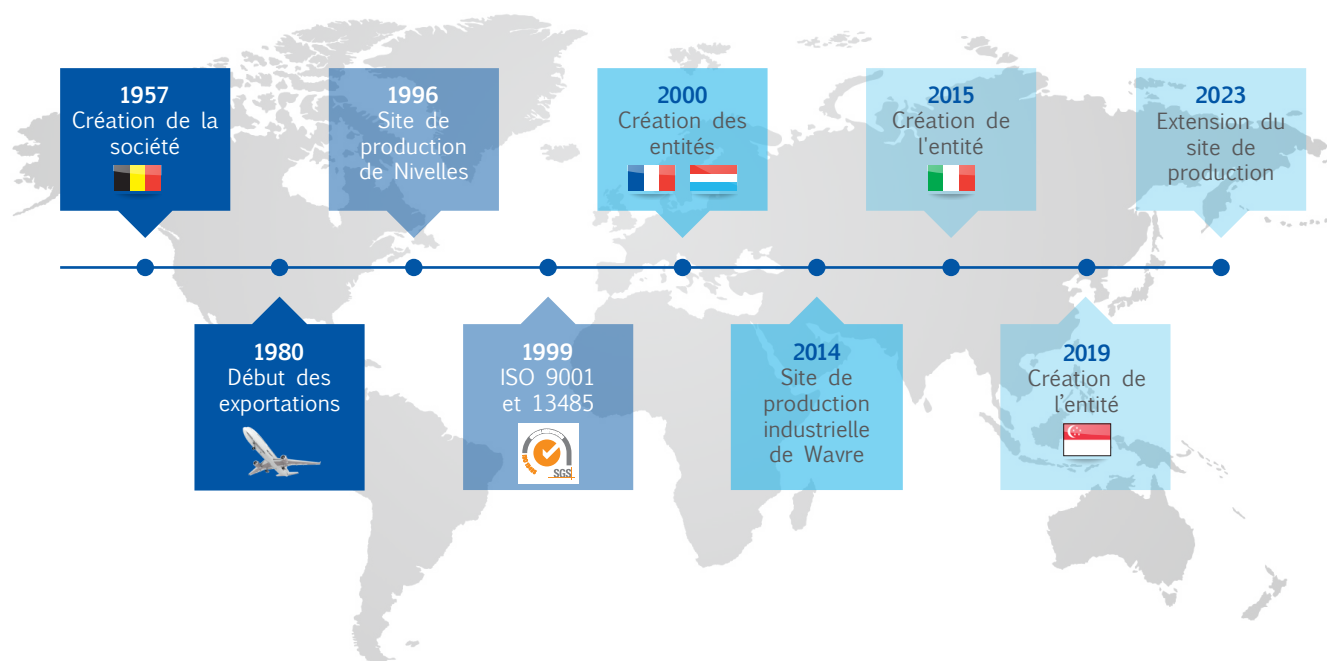 1957
Création de la
société
1980
Début des
exportations
1996
Site de
production
de Nivelles
1999
ISO 9001
et 13485
SGS
2000
Création des
entités
2014
Site de
production
industrielle
de Wavre
2015
Création de
l'entité
2019
Création de
l’entité
2023
Extension du
site de
production